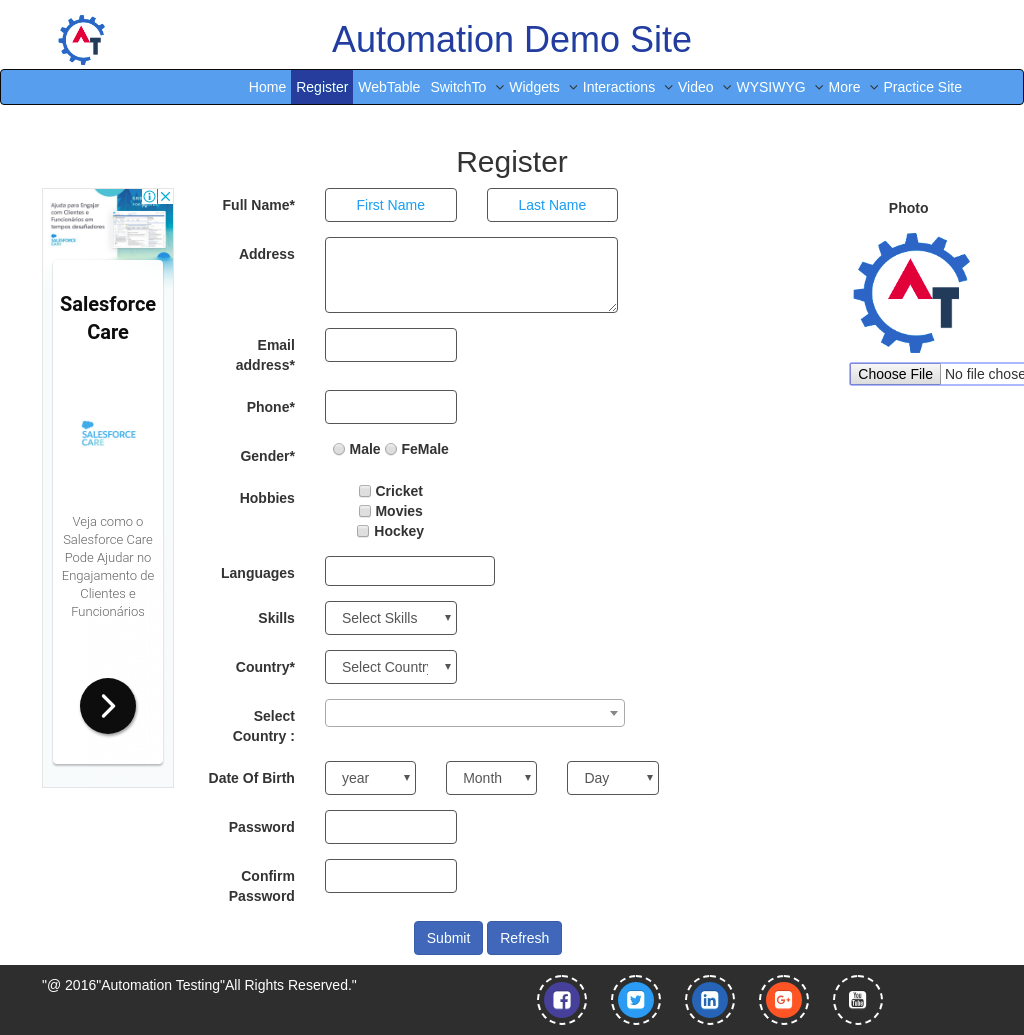 Automation Demo Site
Home Register WebTable SwitchTo Widgets Interactions Video WYSIWYG More Practice Site
Register
Ajuda para Engajar
com Clientes e
Funcionários em
tempos desafiadores
SALESFORCE
CARE
Salesforce
Care
SALESFORCE
CARE
Veja como o
Salesforce Care
Pode Ajudar no
Engajamento de
Clientes e
Funcionários
Full Name* First Name Last Name
Address
Email
address*
Phone*
Gender* Male FeMale
Hobbies Cricket
Movies
Hockey
Languages
Skills Select Skills
Country* Select Country
Select
Country :
Date Of Birth year Month Day
Password
Confirm
Password
Submit Refresh
Photo
AT
Choose File No file chose
"@ 2016"Automation Testing"All Rights Reserved."
You
Tube